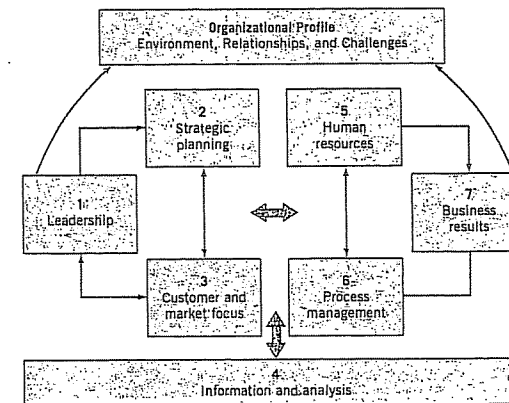 Organizational Profile
Environment, Relationships, and Challenges
2
Strategic
planning
5
Human
resources
1
Leadership
7
Business
results
3
Customer and
market focus
6
Process
management
4
Information and analysis